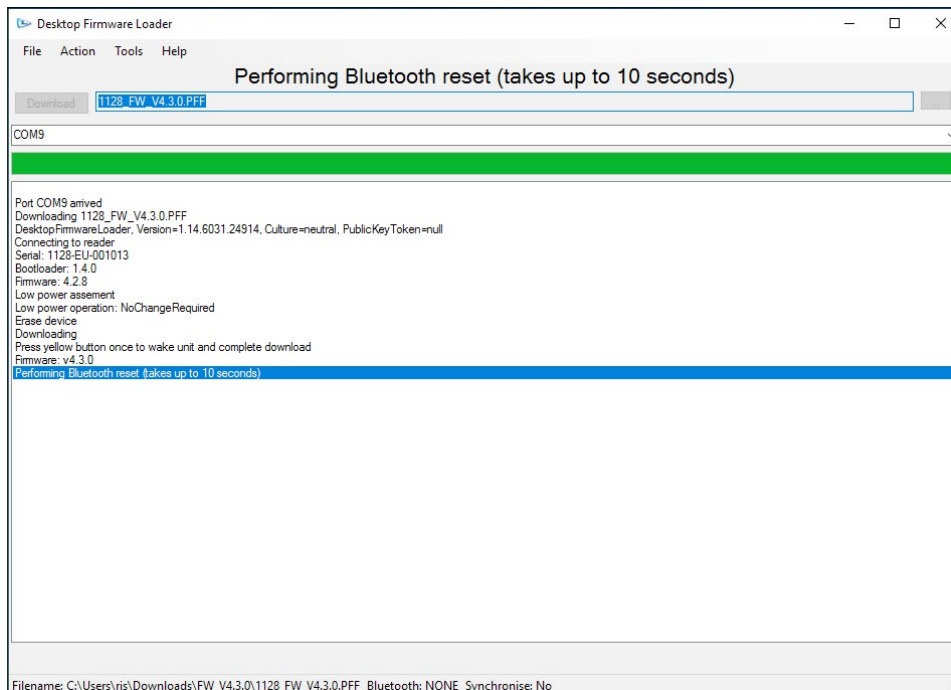 Desktop Firmware Loader
File Action Tools Help
Performing Bluetooth reset (takes up to 10 seconds)
Download 1128_FW_V4.3.0.PFF ...
COM9
Port COM9 arrived
Downloading 1128_FW_V4.3.0.PFF
DesktopFirmwareLoader, Version=1.14.6031.24914, Culture=neutral, PublicKeyToken=null
Connecting to reader
Serial: 1128-EU-001013
Bootloader: 1.4.0
Firmware: 4.2.8
Low power assement
Low power operation: NoChangeRequired
Erase device
Downloading
Press yellow button once to wake unit and complete download
Firmware: v4.3.0
Performing Bluetooth reset (takes up to 10 seconds)
Filename: C:\Users\ris\Downloads\FW_V4.3.0\1128_FW_V4.3.0.PFF Bluetooth: NONE Synchronise: No